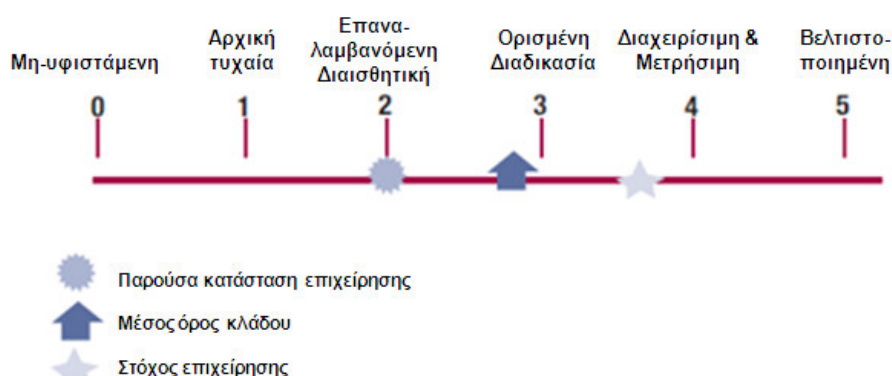 Μη-υφιστάμενη
Αρχική
τυχαία
Επανα-
λαμβανόμενη
Διαισθητική
Ορισμένη
Διαδικασία
Διαχειρίσιμη &
Μετρήσιμη
Βελτιστο-
ποιημένη
0 1 2 3 4 5
Παρούσα κατάσταση επιχείρησης
Μέσος όρος κλάδου
Στόχος επιχείρησης